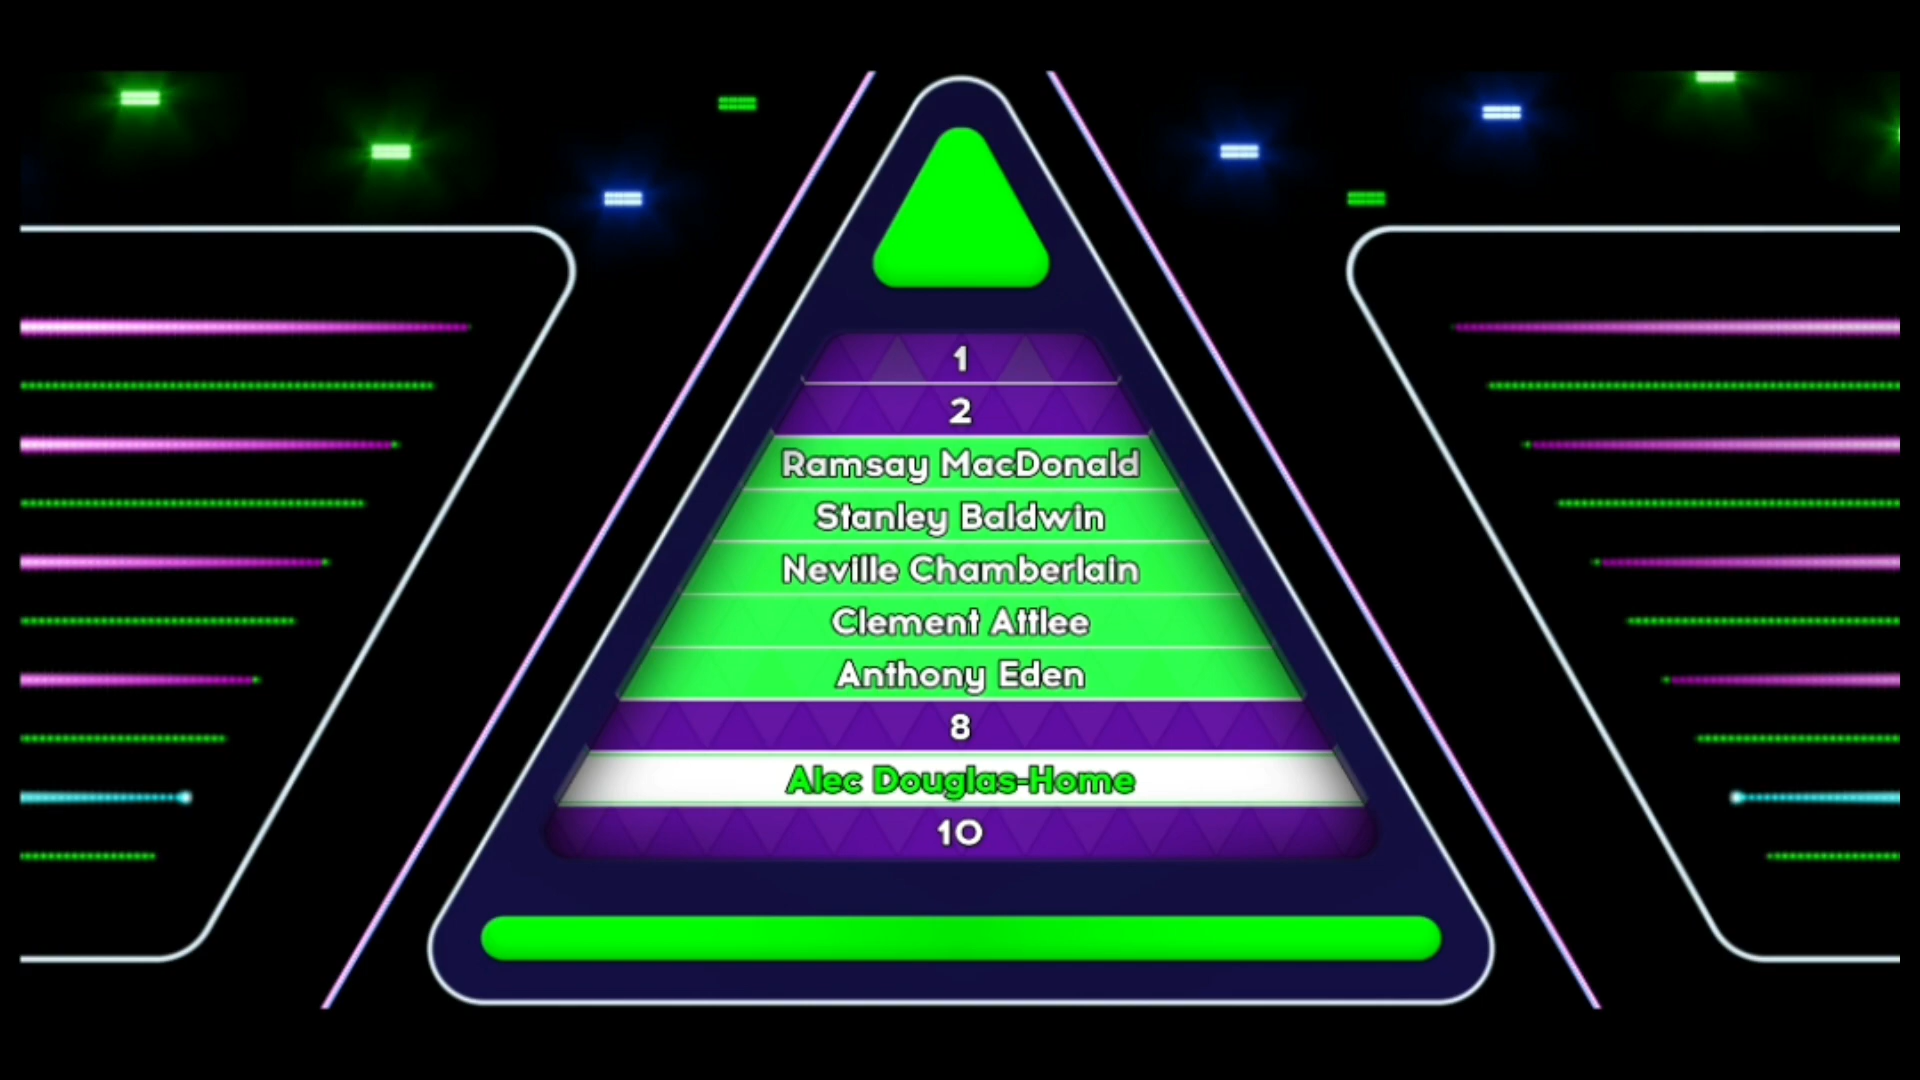 1
2
Ramsay MacDonald
Stanley Baldwin
Neville Chamberlain
Clement Attlee
Anthony Eden
8
Alec Douglas-Home
10